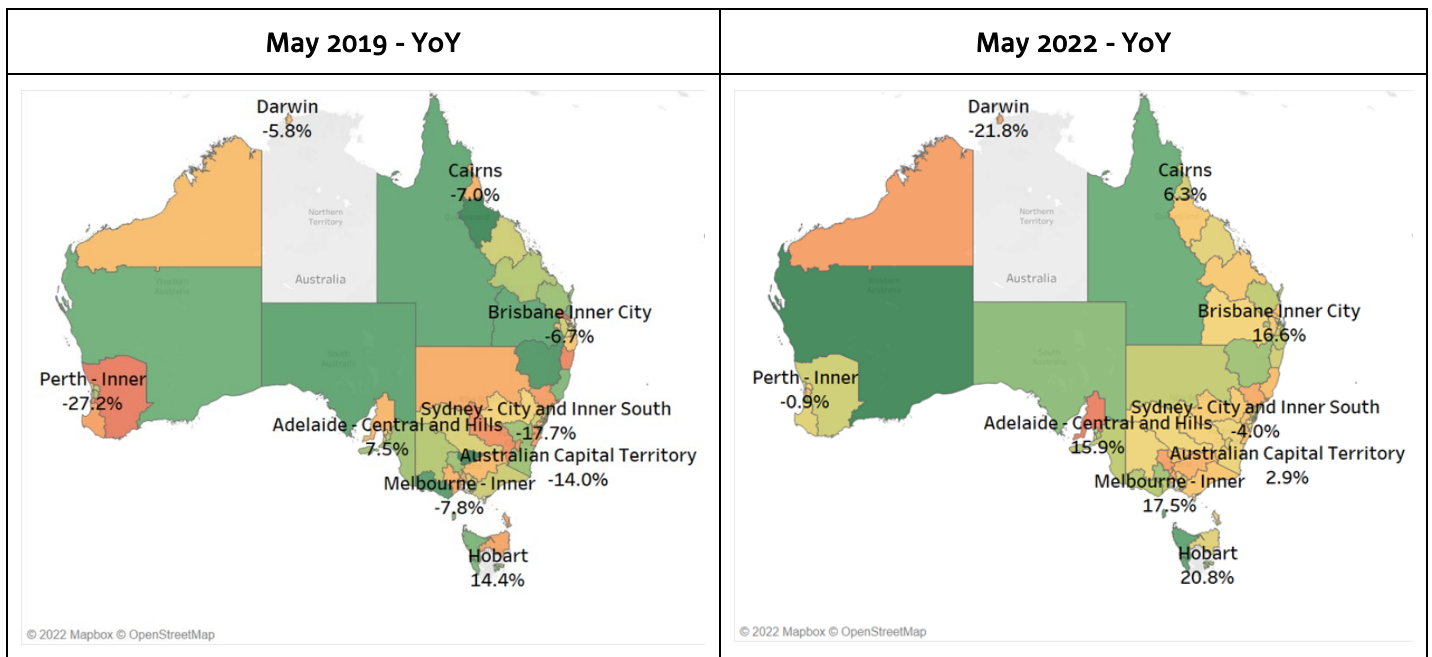 May 2019 - YoY
Darwin
-5.8%
Cairns
-7.0%
Northern
Territory
Australia
Brisbane Inner City
-6.7%
Perth - Inner
-27.2%
Sydney - City and Inner South
-17.7%
Adelaide - Central and Hills
7.5%
Australian Capital Territory
-14.0%
Melbourne - Inner
-7.8%
Hobart
14.4%
© 2022 Mapbox © OpenStreetMap
May 2022 - YoY
Darwin
-21.8%
Cairns
6.3%
Northern
Territory
Australia
Brisbane Inner City
16.6%
Perth - Inner
-0.9%
Sydney - City and Inner South
-4.0%
Adelaide - Central and Hills
15.9%
Australian Capital Territory
2.9%
Melbourne - Inner
17.5%
Hobart
20.8%
© 2022 Mapbox © OpenStreetMap